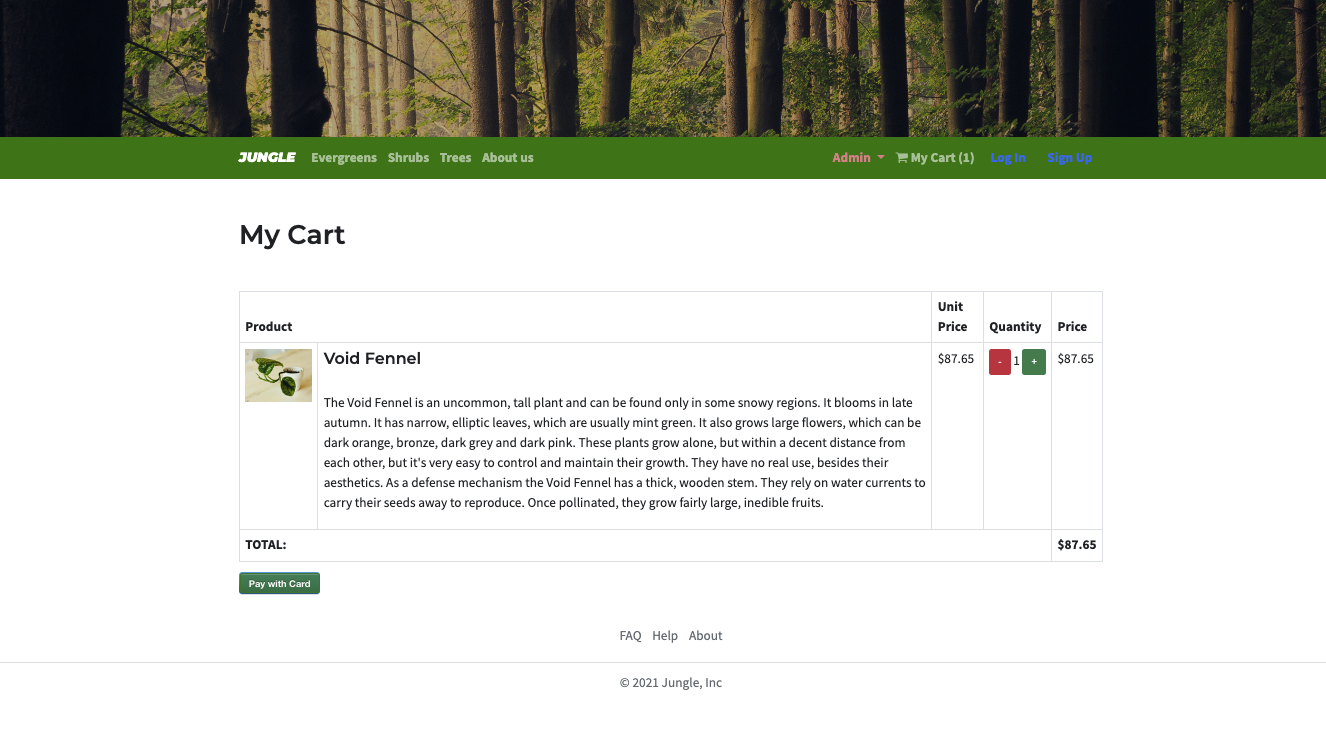 JUNGLE Evergreens Shrubs Trees About us Admin My Cart (1) Log In Sign Up
My Cart
Product Unit Price Quantity Price
Void Fennel $87.65 - 1 + $87.65
The Void Fennel is an uncommon, tall plant and can be found only in some snowy regions. It blooms in late
autumn. It has narrow, elliptic leaves, which are usually mint green. It also grows large flowers, which can be
dark orange, bronze, dark grey and dark pink. These plants grow alone, but within a decent distance from
each other, but it's very easy to control and maintain their growth. They have no real use, besides their
aesthetics. As a defense mechanism the Void Fennel has a thick, wooden stem. They rely on water currents to
carry their seeds away to reproduce. Once pollinated, they grow fairly large, inedible fruits.
TOTAL: $87.65
Pay with Card
FAQ Help About
© 2021 Jungle, Inc